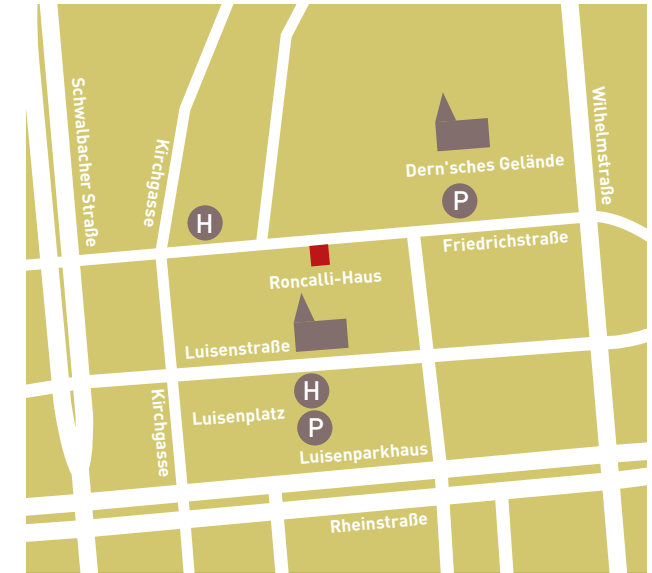 Schwalbacher Straße
Kirchgasse
Wilhelmstraße
Dern'sches Gelände
P
H
Friedrichstraße
Roncalli-Haus
Luisenstraße
Kirchgasse
H
Luisenplatz
P
Luisenparkhaus
Rheinstraße